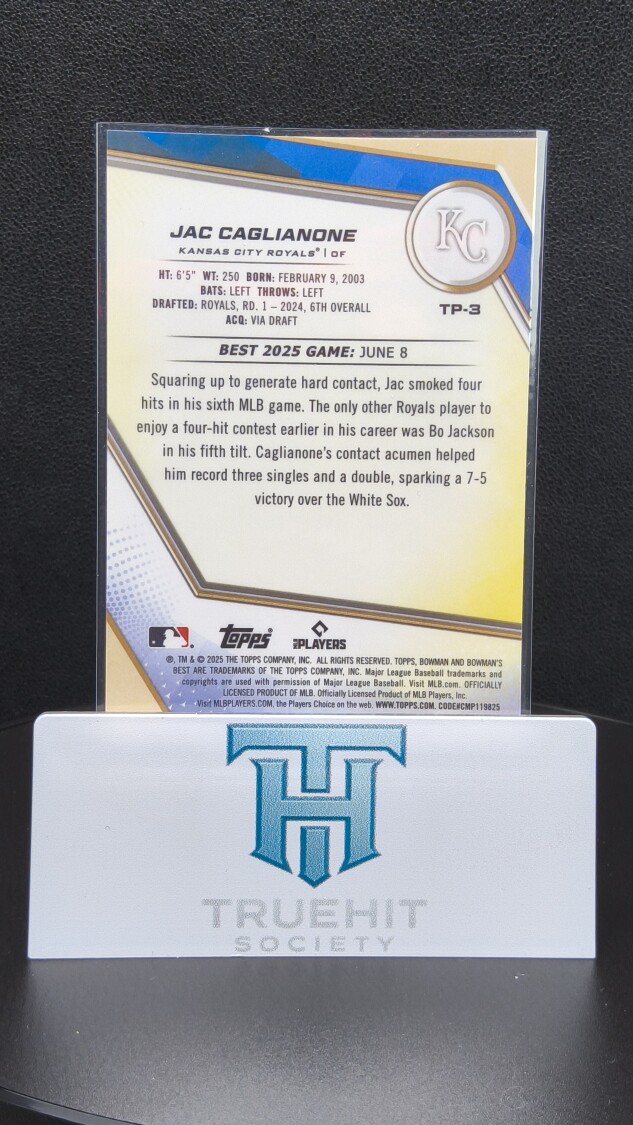 KC
JAC CAGLIANONE
KANSAS CITY ROYALS® | OF
TP-3
HT: 6'5" WT: 250 BORN: FEBRUARY 9, 2003
BATS: LEFT THROWS: LEFT
DRAFTED: ROYALS, RD. 1 – 2024, 6TH OVERALL
ACQ: VIA DRAFT
BEST 2025 GAME: JUNE 8
Squaring up to generate hard contact, Jac smoked four
hits in his sixth MLB game. The only other Royals player to
enjoy a four-hit contest earlier in his career was Bo Jackson
in his fifth tilt. Caglianone's contact acumen helped
him record three singles and a double, sparking a 7-5
victory over the White Sox.
Topps
PLAYERS
®, TM & © 2025 THE TOPPS COMPANY, INC. ALL RIGHTS RESERVED. TOPPS, BOWMAN AND BOWMAN'S
BEST ARE TRADEMARKS OF THE TOPPS COMPANY, INC. Major League Baseball trademarks and
copyrights are used with permission of Major League Baseball. Visit MLB.com. OFFICIALLY
LICENSED PRODUCT OF MLB. Officially Licensed Product of MLB Players, Inc.
Visit MLBPLAYERS.COM, the Players Choice on the web. WWW.TOPPS.COM. CODE#CMP119825
TH
TRUEHIT
SOCIETY